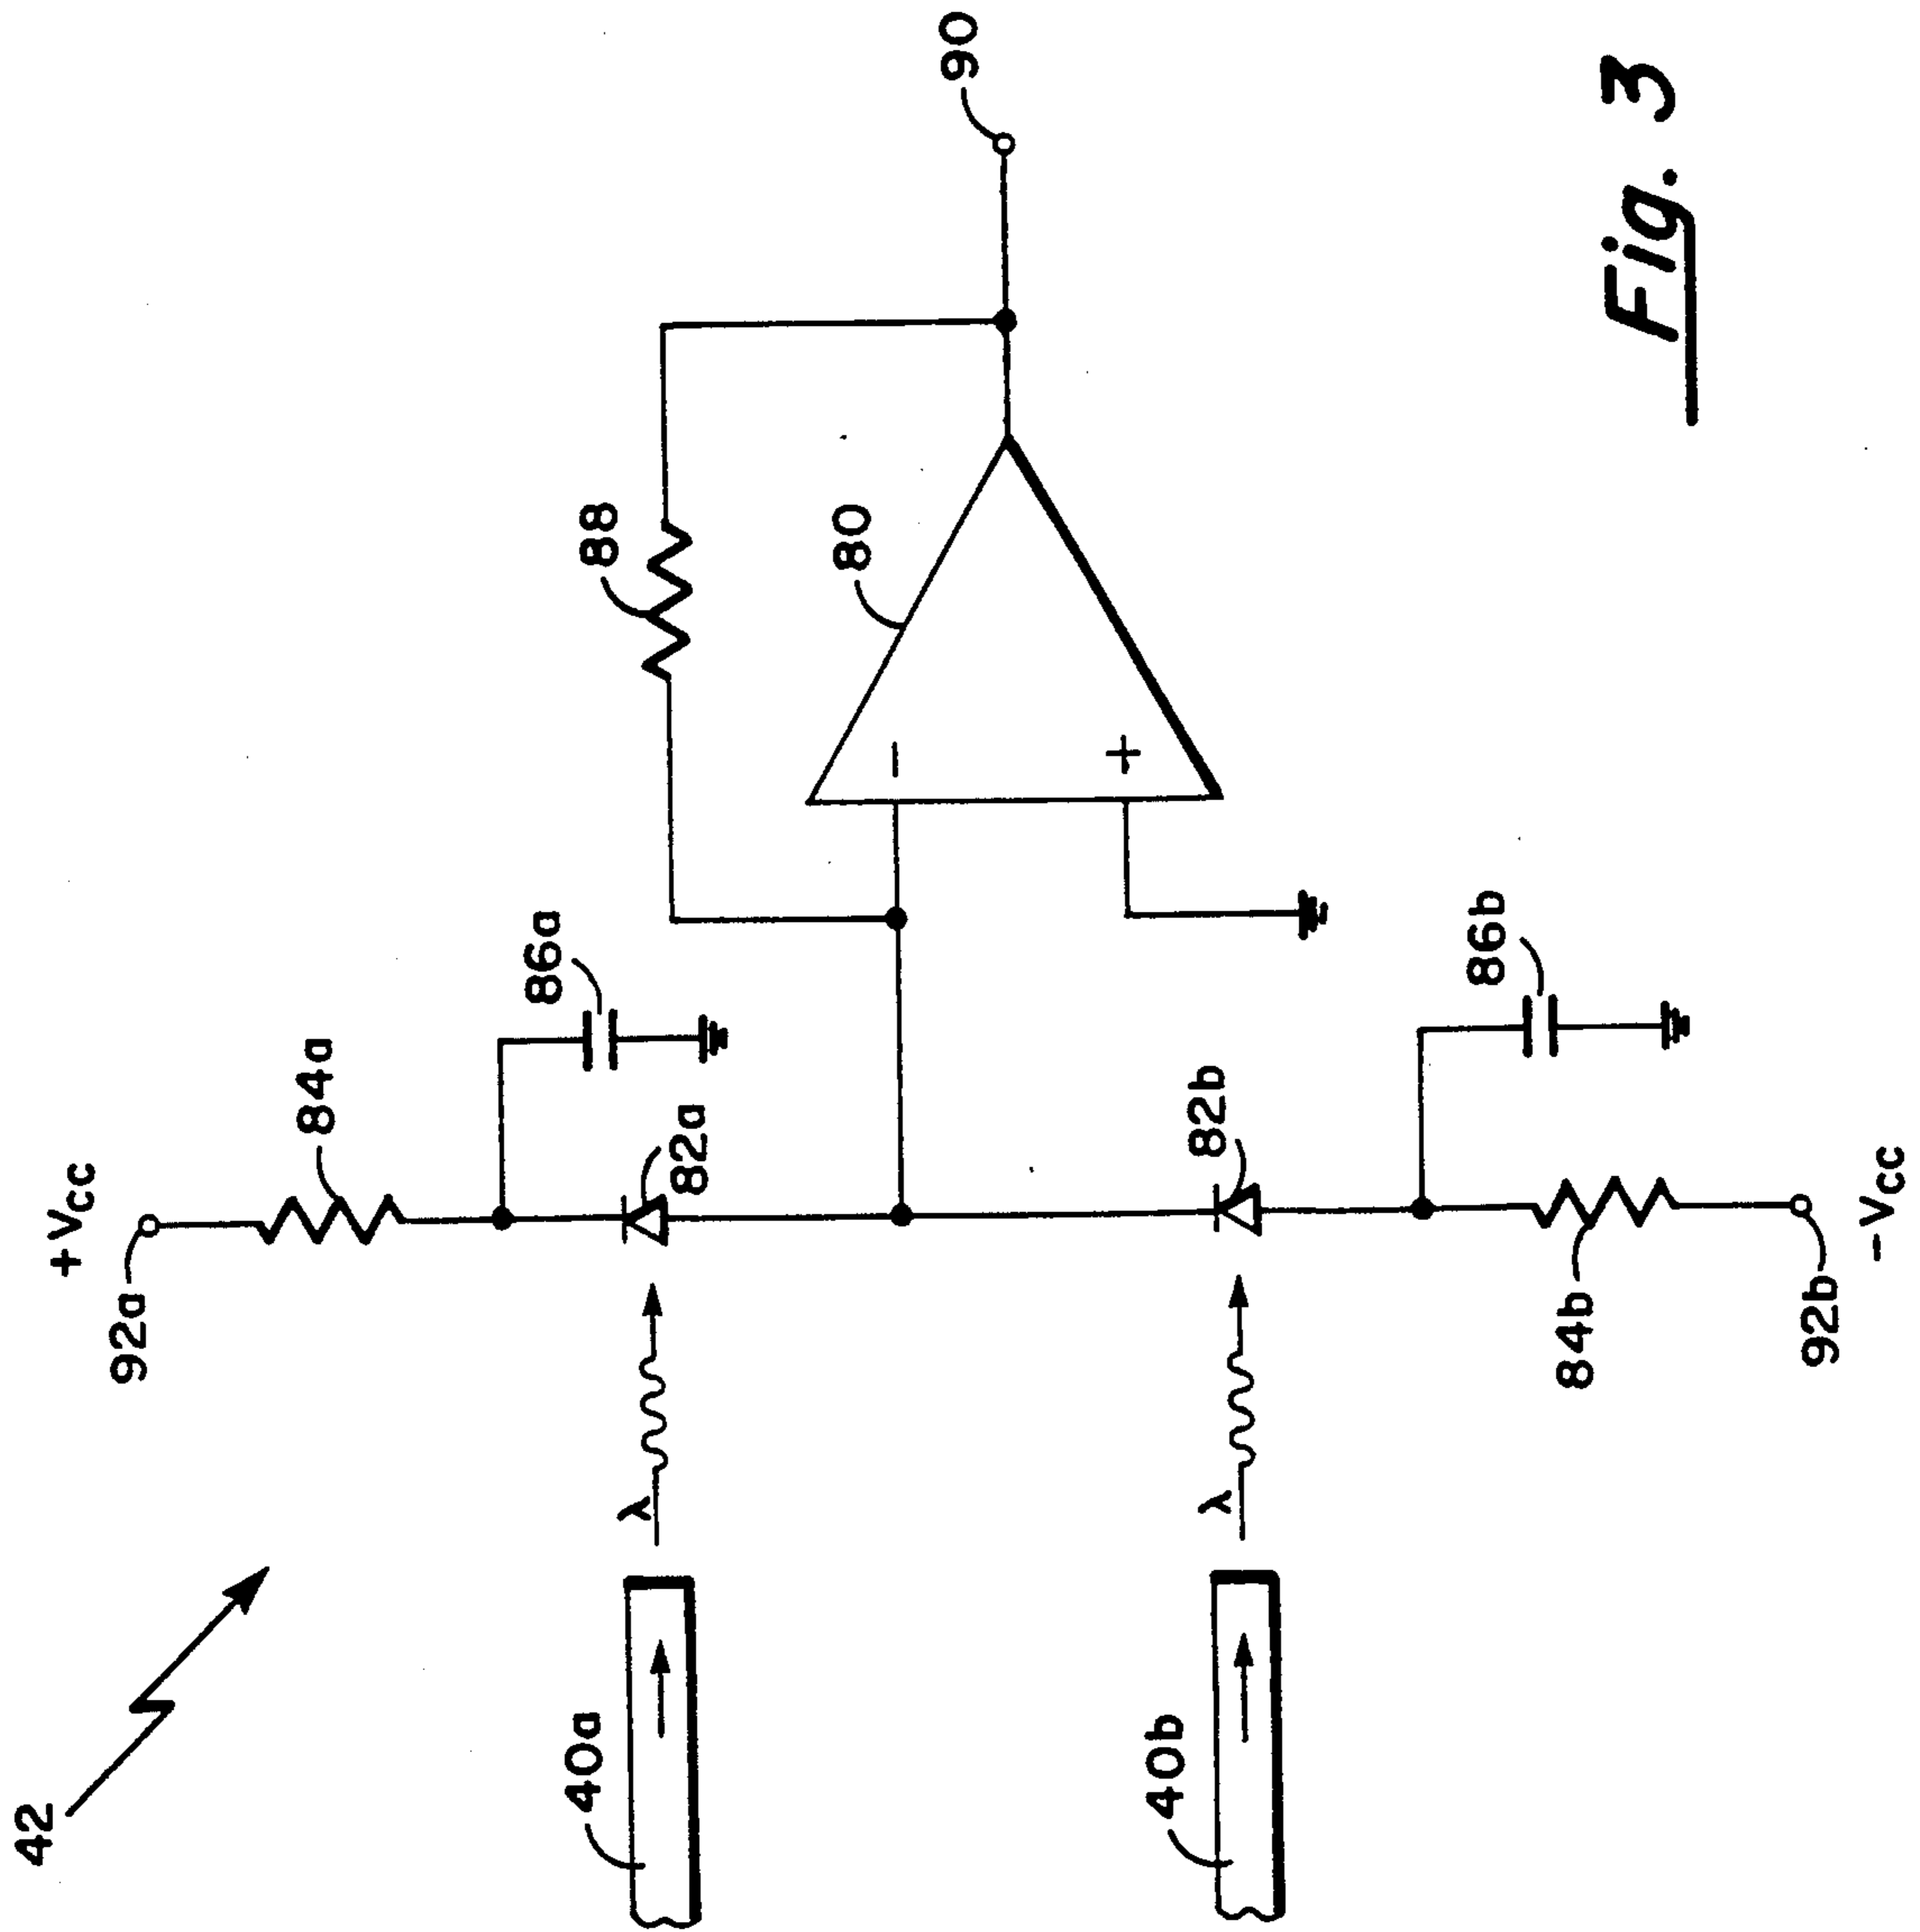 42
92a
+Vcc
84a
86a
88
40a
λ
82a
80
−
+
90
40b
λ
82b
86b
84b
92b
-Vcc
Fig. 3